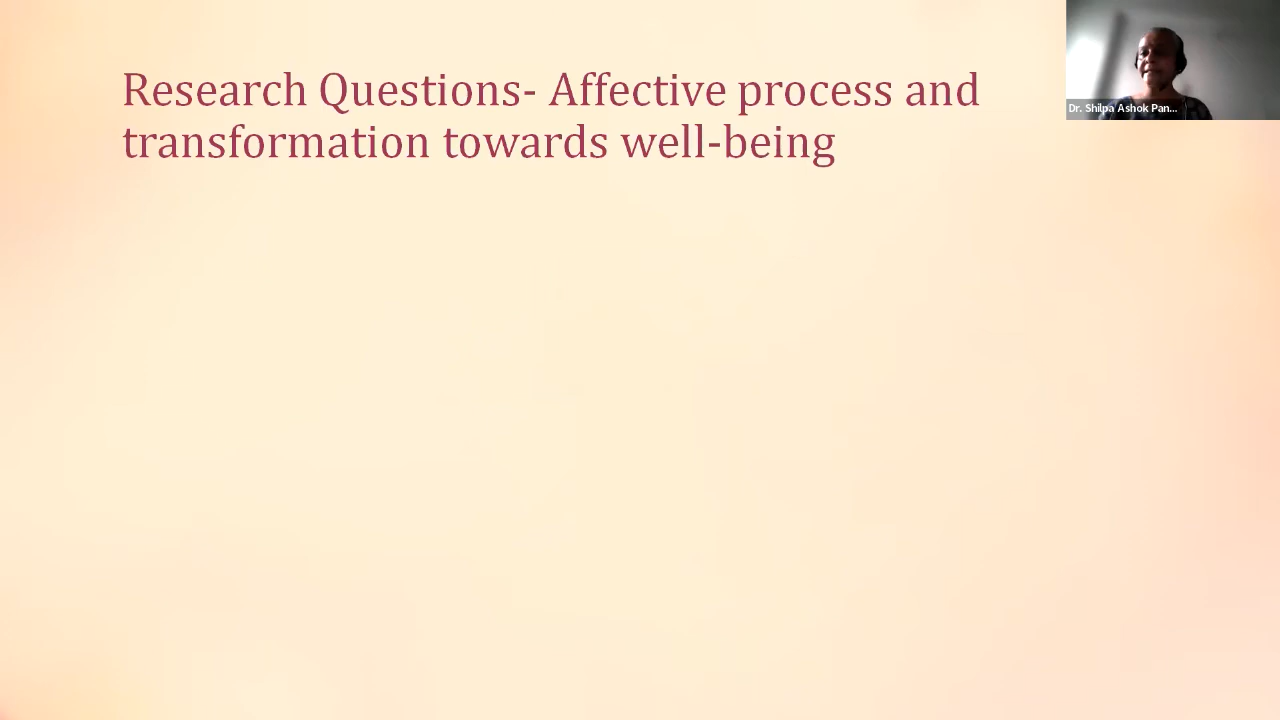 Research Questions- Affective process and
transformation towards well-being
Dr. Shilpa Ashok Pan...